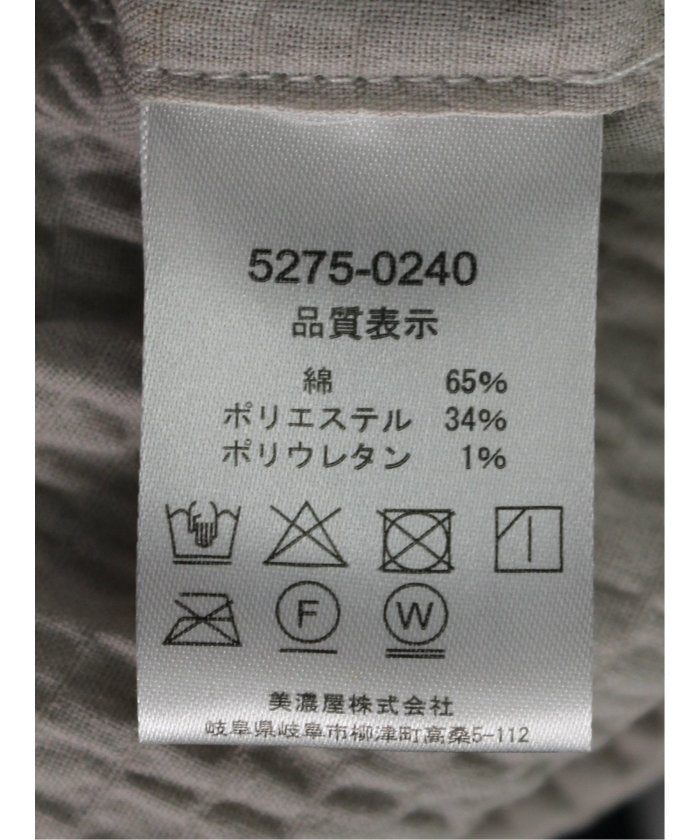 5275-0240
品質表示
綿 65%
ポリエステル 34%
ポリウレタン 1%
F W
美濃屋株式会社
岐阜県岐阜市柳津町高桑5-112